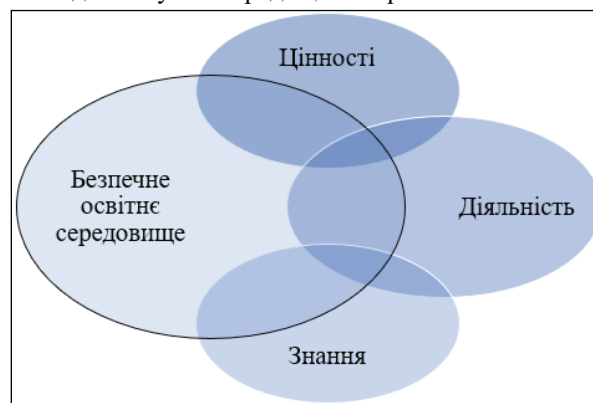 Цінності
Безпечне
освітнє
середовище
Діяльність
Знання